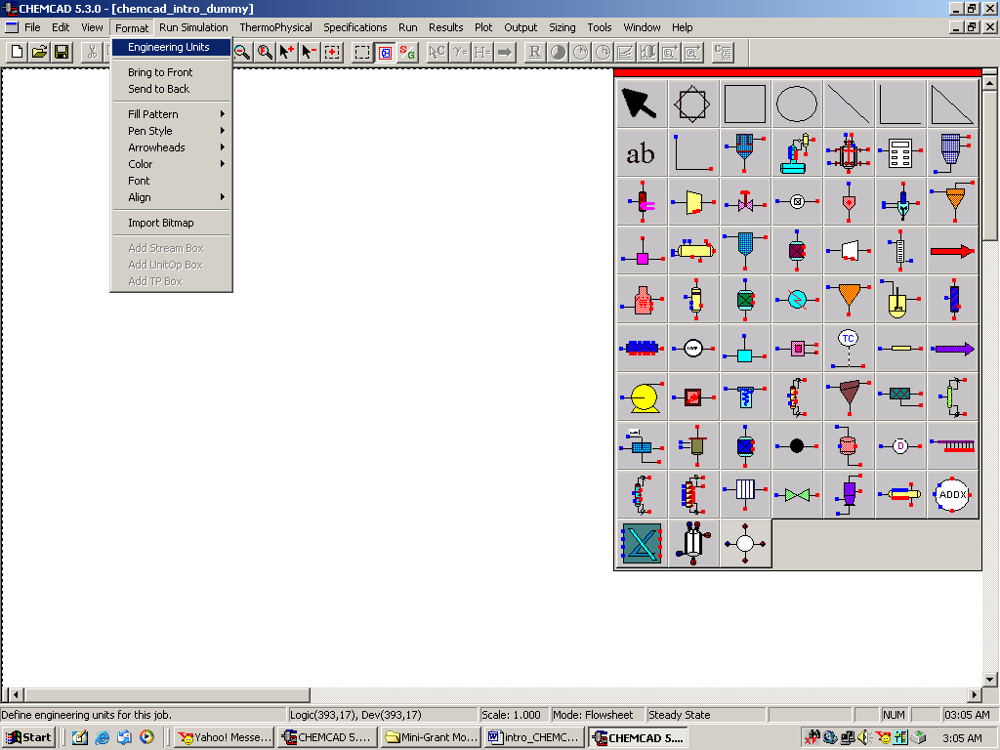 CHEMCAD 5.3.0 - [chemcad_intro_dummy]
File Edit View Format Run Simulation ThermoPhysical Specifications Run Results Plot Output Sizing Tools Window Help
Engineering Units
Bring to Front
Send to Back
Fill Pattern
Pen Style
Arrowheads
Color
Font
Align
Import Bitmap
Add Stream Box
Add UnitOp Box
Add TP Box
S G C γ= H= R
ab
TC
D
ADDX
Define engineering units for this job. Logic(393,17), Dev(393,17) Scale: 1.000 Mode: Flowsheet Steady State NUM 03:05 AM
Start Yahoo! Messe... CHEMCAD 5.... Mini-Grant Mo... intro_CHEMC... CHEMCAD 5.... 3:05 AM